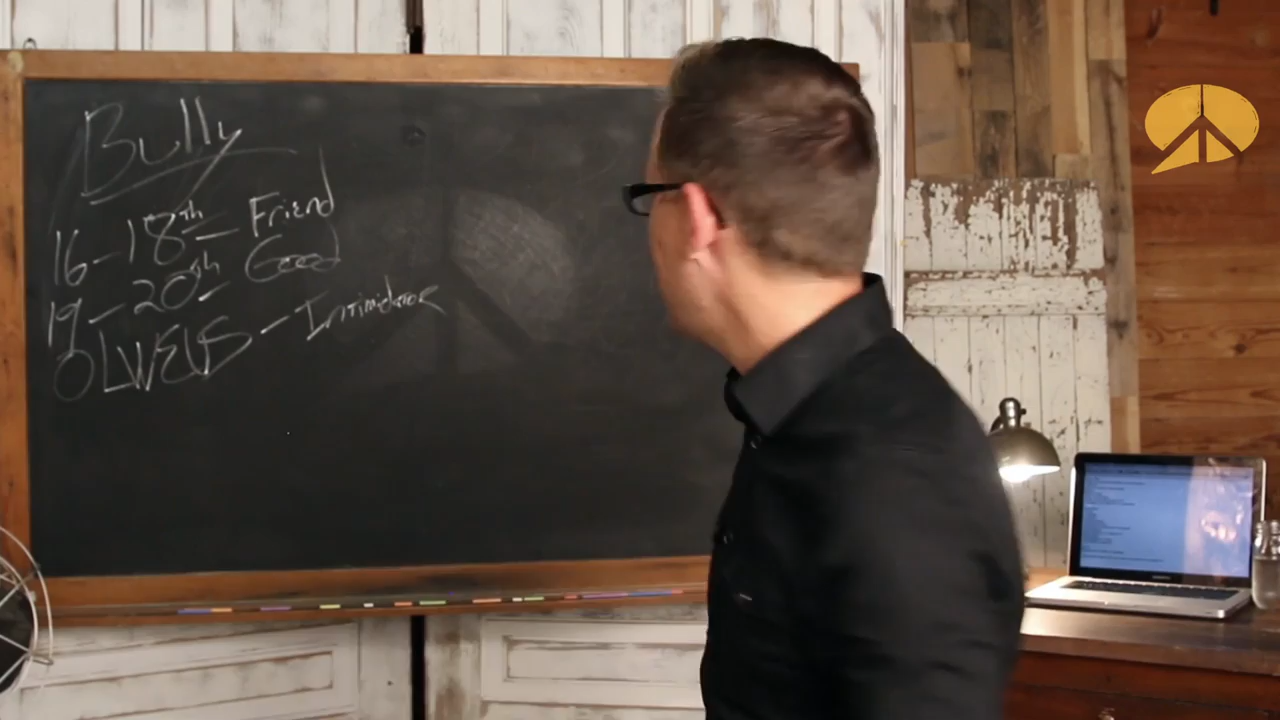 Bully
16-18th - Friend
19-20th - Good
OLWEUS - Intimidator